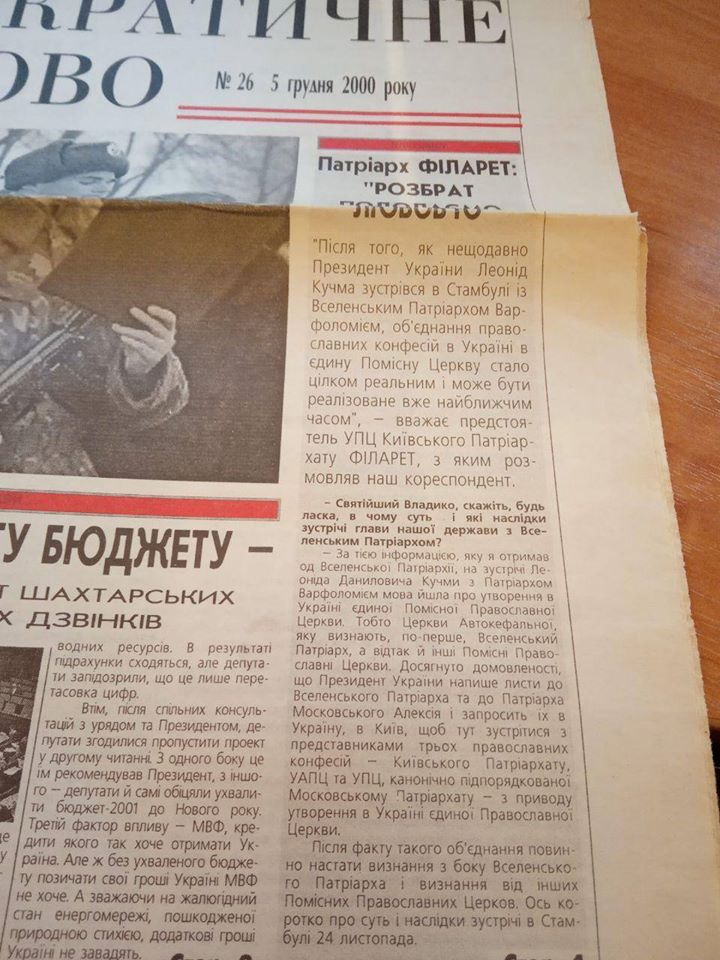 КРАТИЧНЕ
ОВО
№ 26 5 грудня 2000 року
Патріарх ФІЛАРЕТ:
"РОЗБРАТ
"Після того, як нещодавно
Президент України Леонід
Кучма зустрівся в Стамбулі із
Вселенським Патріархом Вар-
фоломієм, об'єднання право-
славних конфесій в Україні в
єдину Помісну Церкву стало
цілком реальним і може бути
реалізоване вже найближчим
часом", – вважає предстоя-
тель УПЦ Київського Патріар-
хату ФІЛАРЕТ, з яким роз-
мовляв наш кореспондент.
– Святійший Владико, скажіть, будь
ласка, в чому суть і які наслідки
зустрічі глави нашої держави з Все-
ленським Патріархом?
– За тією інформацією, яку я отримав
від Вселенської Патріархії, на зустрічі Ле-
оніда Даниловича Кучми з Патріархом
Варфоломієм мова йшла про утворення в
Україні єдиної Помісної Православної
Церкви. Тобто Церкви Автокефальної,
яку визнають, по-перше, Вселенський
Патріарх, а відтак й інші Помісні Право-
славні Церкви. Досягнуто домовленості,
що Президент України напише листи до
Вселенського Патріарха та до Патріарха
Московського Алексія і запросить їх в
Україну, в Київ, щоб тут зустрітися з
представниками трьох православних
конфесій – Київського Патріархату,
УАПЦ та УПЦ, канонічно підпорядкованої
Московському Патріархату – з приводу
утворення в Україні єдиної Православної
Церкви.
Після факту такого об'єднання повин-
но настати визнання з боку Вселенсько-
го Патріарха і визнання від інших
Помісних Православних Церков. Ось ко-
ротко про суть і наслідки зустрічі в Стам-
булі 24 листопада.
ГУ БЮДЖЕТУ –
Т ШАХТАРСЬКИХ
Х ДЗВІНКІВ
водних ресурсів. В результаті
підрахунки сходяться, але депута-
ти запідозрили, що це лише пере-
тасовка цифр.
Втім, після спільних консуль-
тацій з урядом та Президентом, де-
путати згодилися пропустити проект
у другому читанні. З одного боку це
їм рекомендував Президент, з іншо-
го – депутати й самі обіцяли ухвали-
ти бюджет-2001 до Нового року.
Третій фактор впливу – МВФ, кре-
дити якого так хоче отримати Ук-
раїна. Але ж без ухваленого бюдже-
ту позичати свої гроші Україні МВФ
не хоче. А зважаючи на жалюгідний
стан енергомережі, пошкодженої
природною стихією, додаткові гроші
Україні не завадять.